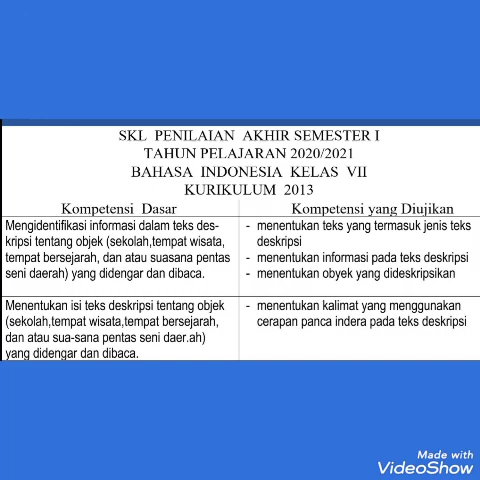 SKL PENILAIAN AKHIR SEMESTER I
TAHUN PELAJARAN 2020/2021
BAHASA INDONESIA KELAS VII
KURIKULUM 2013
Kompetensi Dasar
Mengidentifikasi informasi dalam teks des-
kripsi tentang objek (sekolah,tempat wisata,
tempat bersejarah, dan atau suasana pentas
seni daerah) yang didengar dan dibaca.
Kompetensi yang Diujikan
- menentukan teks yang termasuk jenis teks
deskripsi
- menentukan informasi pada teks deskripsi
- menentukan obyek yang dideskripsikan
Menentukan isi teks deskripsi tentang objek
(sekolah,tempat wisata,tempat bersejarah,
dan atau sua-sana pentas seni daer.ah)
yang didengar dan dibaca.
- menentukan kalimat yang menggunakan
cerapan panca indera pada teks deskripsi
Made with
VideoShow